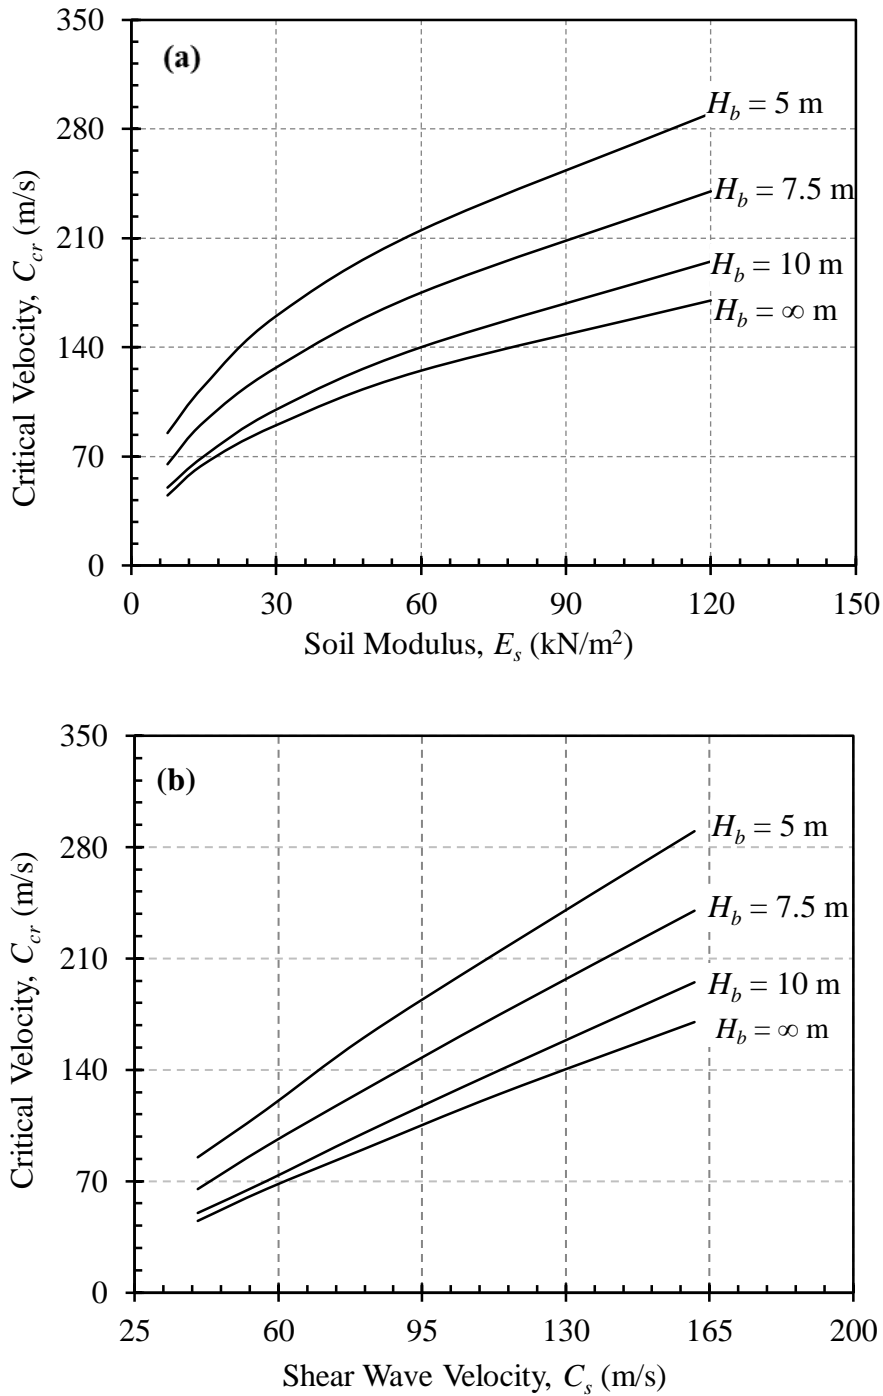 350
(a)
280
210
140
70
0
Critical Velocity, C_cr (m/s)
H_b = 5 m
H_b = 7.5 m
H_b = 10 m
H_b = ∞ m
0 30 60 90 120 150
Soil Modulus, E_s (kN/m²)
350
(b)
280
210
140
70
0
Critical Velocity, C_cr (m/s)
H_b = 5 m
H_b = 7.5 m
H_b = 10 m
H_b = ∞ m
25 60 95 130 165 200
Shear Wave Velocity, C_s (m/s)